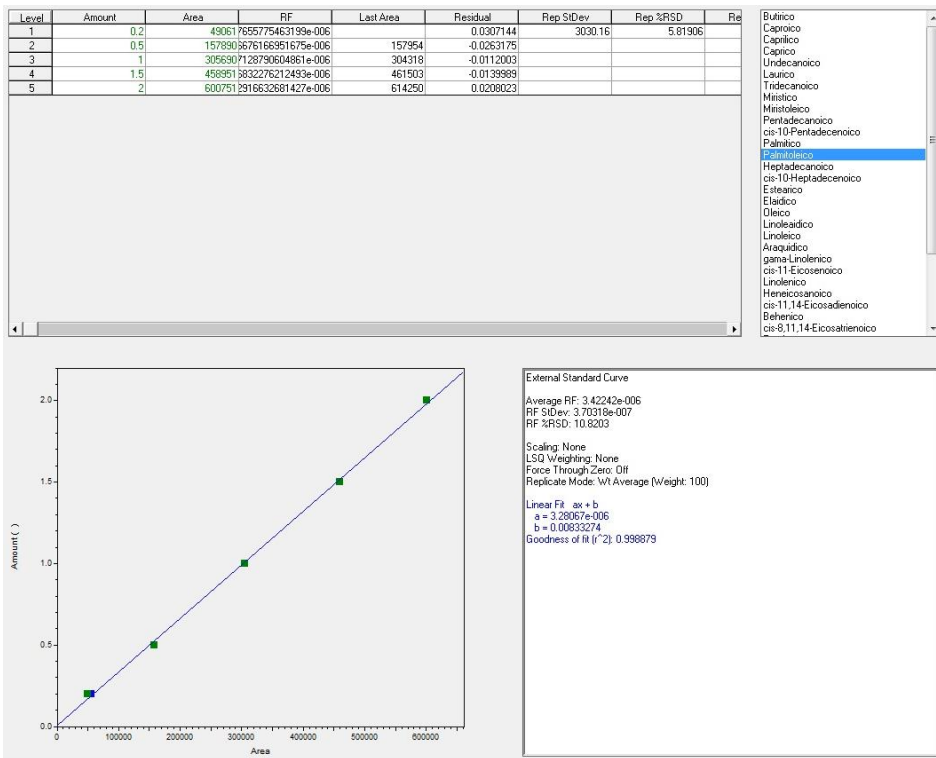 Level Amount Area RF Last Area Residual Rep StDev Rep %RSD Re
1 0.2 49061 7655775463199e-006 0.0307144 3030.16 5.81906
2 0.5 157890 5676166951675e-006 157954 -0.0263175
3 1 305690 7128790604861e-006 304318 -0.0112003
4 1.5 458951 5832276212493e-006 461503 -0.0139989
5 2 600751 2916632681427e-006 614250 0.0208023
Butirico
Caproico
Caprilico
Caprico
Undecanoico
Laurico
Tridecanoico
Miristico
Miristoleico
Pentadecanoico
cis-10-Pentadecenoico
Palmitico
Palmitoleico
Heptadecanoico
cis-10-Heptadecenoico
Estearico
Elaidico
Oleico
Linoleaidico
Linoleico
Araquidico
gama-Linolenico
cis-11-Eicosenoico
Linolenico
Heneicosanoico
cis-11,14-Eicosadienoico
Behenico
cis-8,11,14-Eicosatrienoico
2.0
1.5
1.0
0.5
0.0
Amount ( )
0 100000 200000 300000 400000 500000 600000
Area
External Standard Curve
Average RF: 3.42242e-006
RF StDev: 3.70318e-007
RF %RSD: 10.8203
Scaling: None
LSQ Weighting: None
Force Through Zero: Off
Replicate Mode: Wt Average (Weight: 100)
Linear Fit ax + b
a = 3.28067e-006
b = 0.00833274
Goodness of fit (r^2): 0.998879